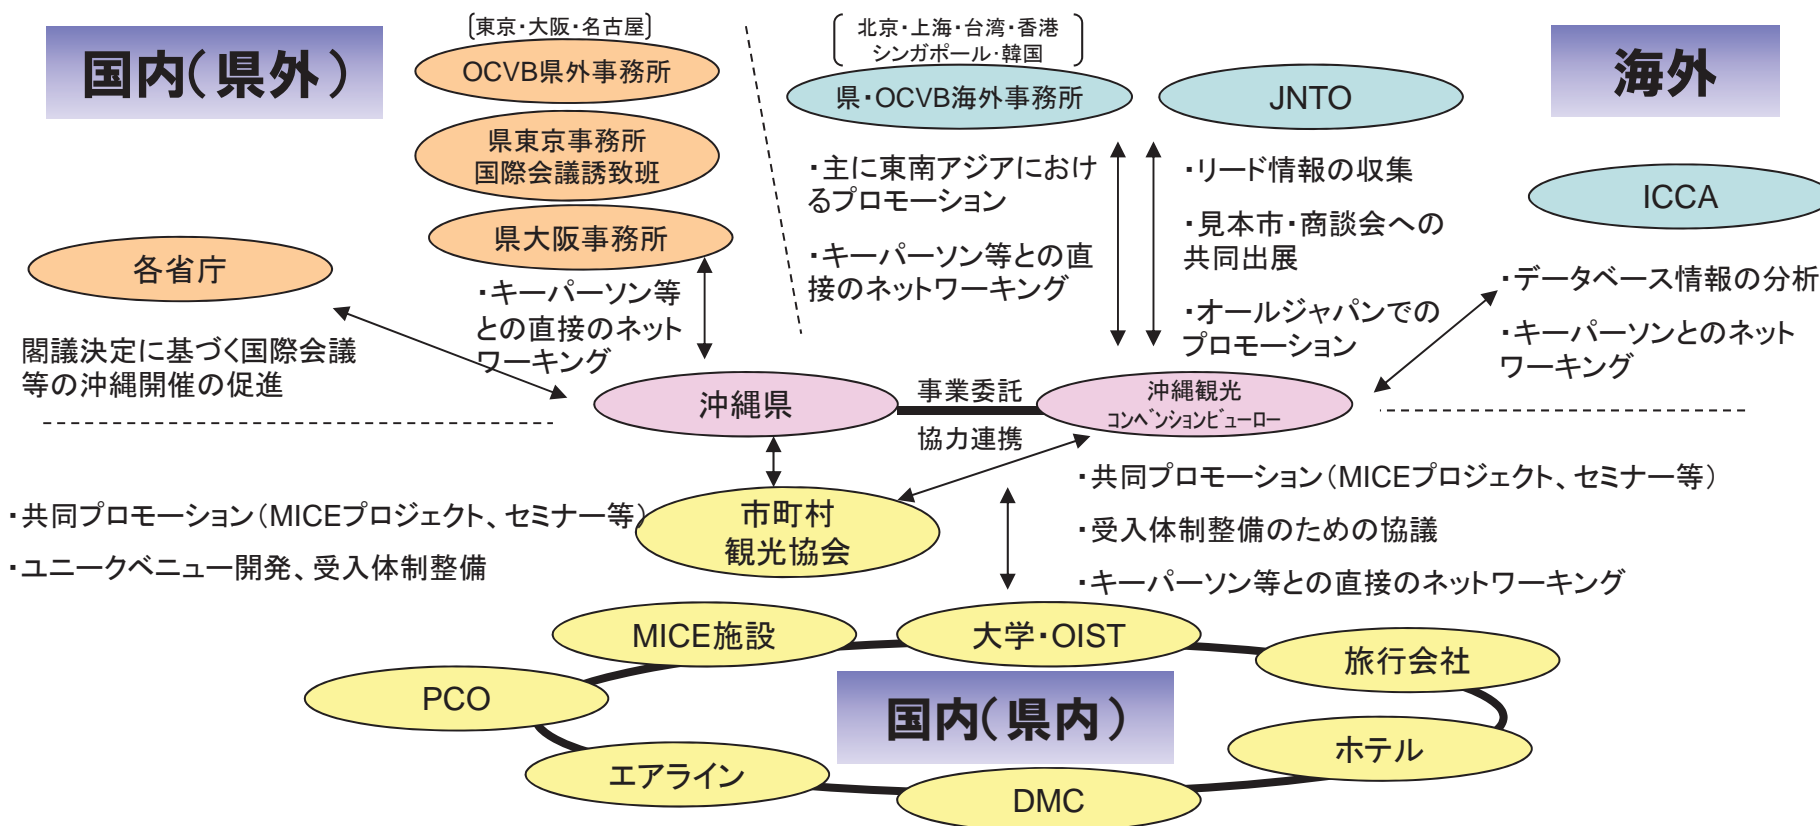 国内(県外)
[東京・大阪・名古屋]
OCVB県外事務所
県東京事務所
国際会議誘致班
県大阪事務所
各省庁
・キーパーソン等
との直接のネット
ワーキング
閣議決定に基づく国際会議
等の沖縄開催の促進
北京・上海・台湾・香港
シンガポール・韓国
県・OCVB海外事務所
JNTO
海外
ICCA
・主に東南アジアにおけ
るプロモーション
・キーパーソン等との直
接のネットワーキング
・リード情報の収集
・見本市・商談会への
共同出展
・オールジャパンでの
プロモーション
・データベース情報の分析
・キーパーソンとのネット
ワーキング
沖縄県
事業委託
協力連携
沖縄観光
コンベンションビューロー
市町村
観光協会
・共同プロモーション(MICEプロジェクト、セミナー等)
・ユニークベニュー開発、受入体制整備
・共同プロモーション(MICEプロジェクト、セミナー等)
・受入体制整備のための協議
・キーパーソン等との直接のネットワーキング
MICE施設
大学・OIST
旅行会社
PCO
国内(県内)
ホテル
エアライン
DMC